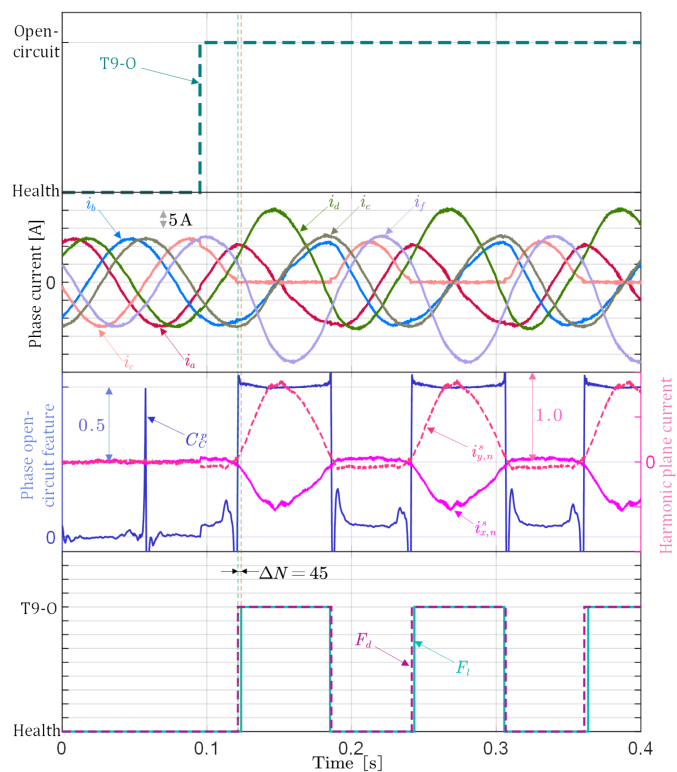 Open-
circuit
T9-O
Health
i_b
5 A
i_d
i_e
i_f
Phase current [A]
0
i_c
i_a
Phase open-
circuit feature
0.5
C_C^p
i_{y,n}^s
1.0
0
i_{x,n}^s
Harmonic plane current
0
ΔN = 45
T9-O
F_d
F_l
Health
0
0.1
0.2
0.3
0.4
Time [s]